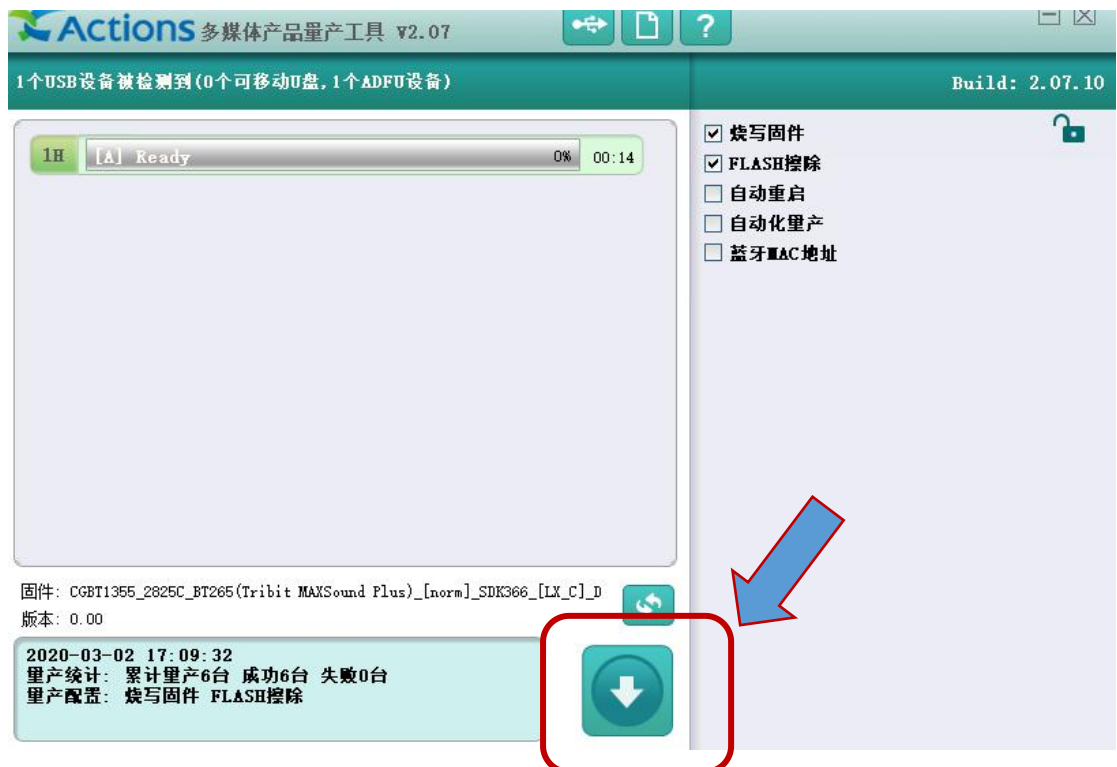 Actions 多媒体产品量产工具 V2.07
?
1个USB设备被检测到(0个可移动U盘,1个ADFU设备)
Build: 2.07.10
1H [A] Ready 0% 00:14
烧写固件
FLASH擦除
自动重启
自动化量产
蓝牙MAC地址
固件: CGBT1355_2825C_BT265(Tribit MAXSound Plus)_[norm]_SDK366_[LX_C]_D
版本: 0.00
2020-03-02 17:09:32
量产统计: 累计量产6台 成功6台 失败0台
量产配置: 烧写固件 FLASH擦除